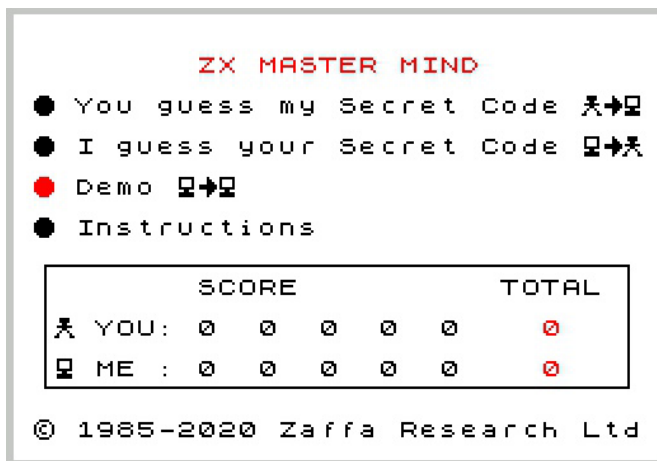 ZX MASTER MIND
You guess my Secret Code
I guess your Secret Code
Demo
Instructions
SCORE TOTAL
YOU: 0 0 0 0 0 0
ME : 0 0 0 0 0 0
© 1985-2020 Zaffa Research Ltd